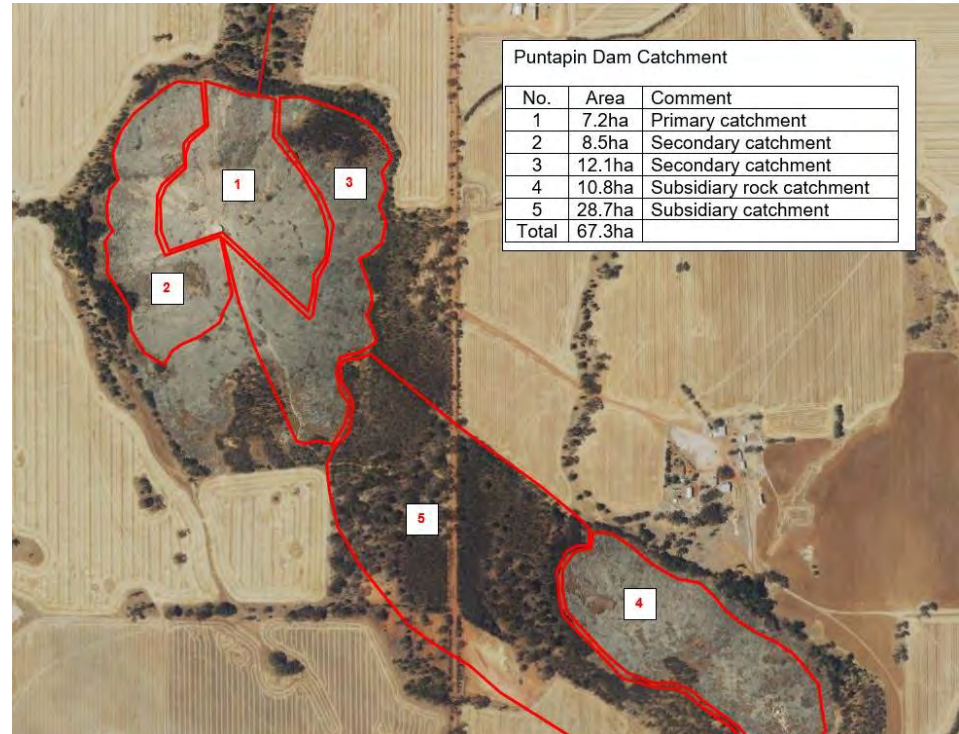 Puntapin Dam Catchment
No. Area Comment
1 7.2ha Primary catchment
2 8.5ha Secondary catchment
3 12.1ha Secondary catchment
4 10.8ha Subsidiary rock catchment
5 28.7ha Subsidiary catchment
Total 67.3ha
1
3
2
5
4